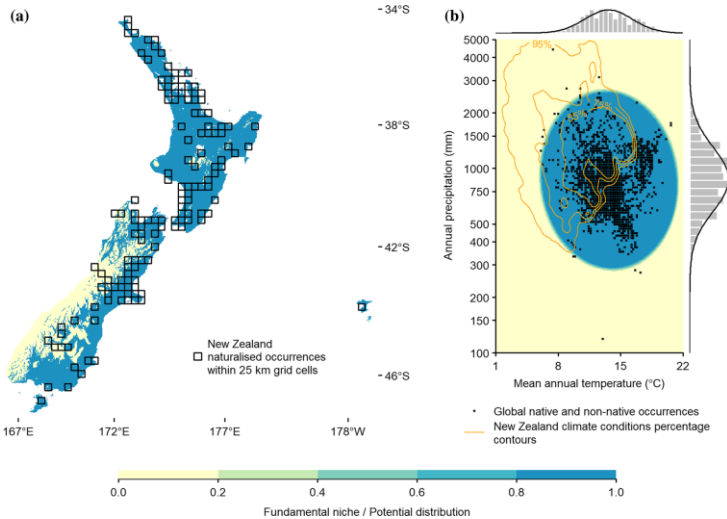 (a)
34°S
38°S
42°S
46°S
167°E
172°E
177°E
178°W
New Zealand
naturalised occurrences
within 25 km grid cells
(b)
Annual precipitation (mm)
5000
4000
3000
2000
1500
1000
750
500
400
300
200
150
100
95%
25%
1
8
15
22
Mean annual temperature (°C)
Global native and non-native occurrences
New Zealand climate conditions percentage
contours
0.0
0.2
0.4
0.6
0.8
1.0
Fundamental niche / Potential distribution